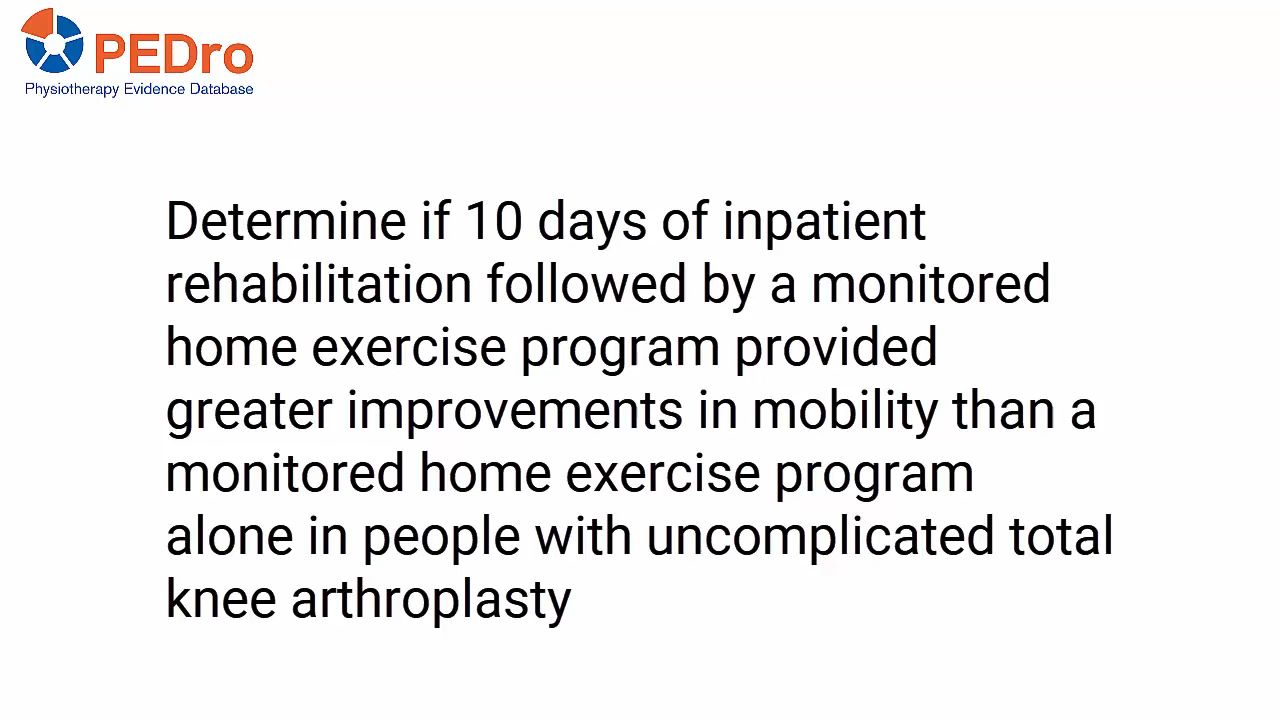 PEDro
Physiotherapy Evidence Database
Determine if 10 days of inpatient
rehabilitation followed by a monitored
home exercise program provided
greater improvements in mobility than a
monitored home exercise program
alone in people with uncomplicated total
knee arthroplasty